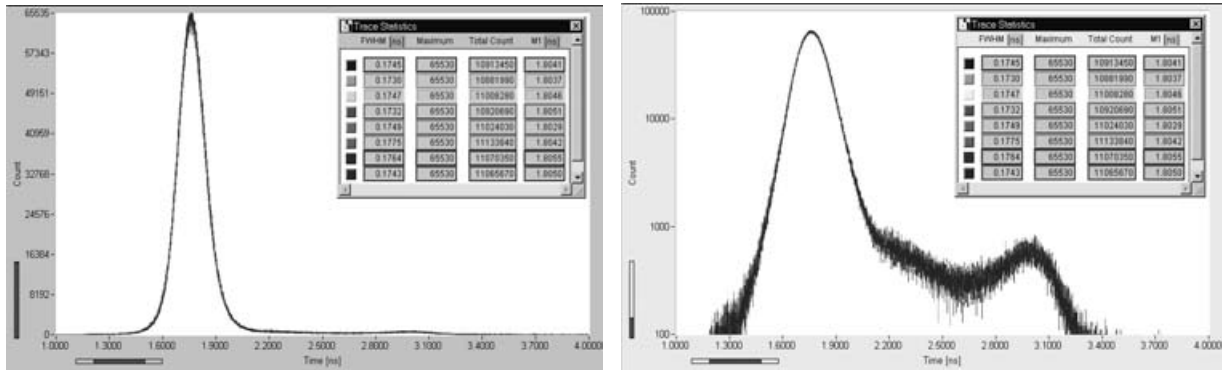 Trace Statistics
FWHM [ns] Maximum Total Count M1 [ns]
0.1745 65530 10813450 1.8041
0.1730 65530 10881990 1.8037
0.1747 65530 11008280 1.8046
0.1732 65530 10920690 1.8051
0.1749 65530 11024030 1.8029
0.1775 65530 11133840 1.8042
0.1764 65530 11070350 1.8055
0.1743 65530 11065670 1.8050
65535
57343
49151
40959
32768
24576
16384
8192
0
Count
1.0000 1.3000 1.6000 1.9000 2.2000 2.5000 2.8000 3.1000 3.4000 3.7000 4.0000
Time [ns]
Trace Statistics
FWHM [ns] Maximum Total Count M1 [ns]
0.1745 65530 10813450 1.8041
0.1730 65530 10881990 1.8037
0.1747 65530 11008280 1.8046
0.1732 65530 10920690 1.8051
0.1749 65530 11024030 1.8029
0.1775 65530 11133840 1.8042
0.1764 65530 11070350 1.8055
0.1743 65530 11065670 1.8050
100000
10000
1000
100
Count
1.0000 1.3000 1.6000 1.9000 2.2000 2.5000 2.8000 3.1000 3.4000 3.7000 4.0000
Time [ns]